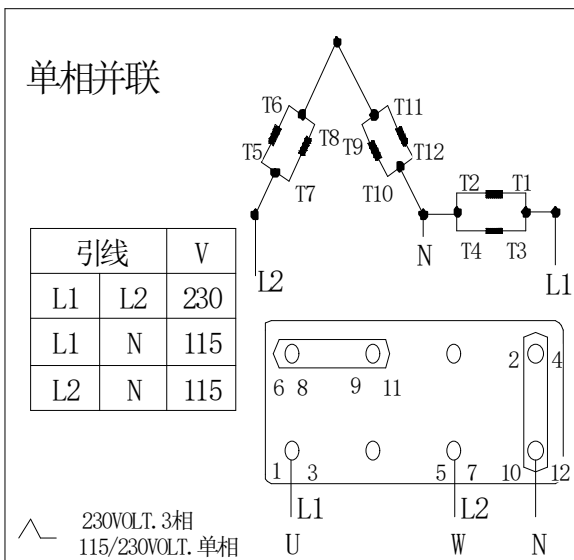 单相并联
T6
T5
T8
T7
T11
T9
T12
T10
T2 T1
T4 T3
L2
N
L1
引线 V
L1 L2 230
L1 N 115
L2 N 115
6 8 9 11 2 4
1 3 5 7 10 12
L1 L2
U W N
230VOLT.3相
115/230VOLT.单相